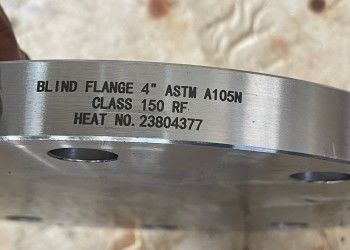 BLIND FLANGE 4" ASTM A105N
CLASS 150 RF
HEAT NO. 23804377